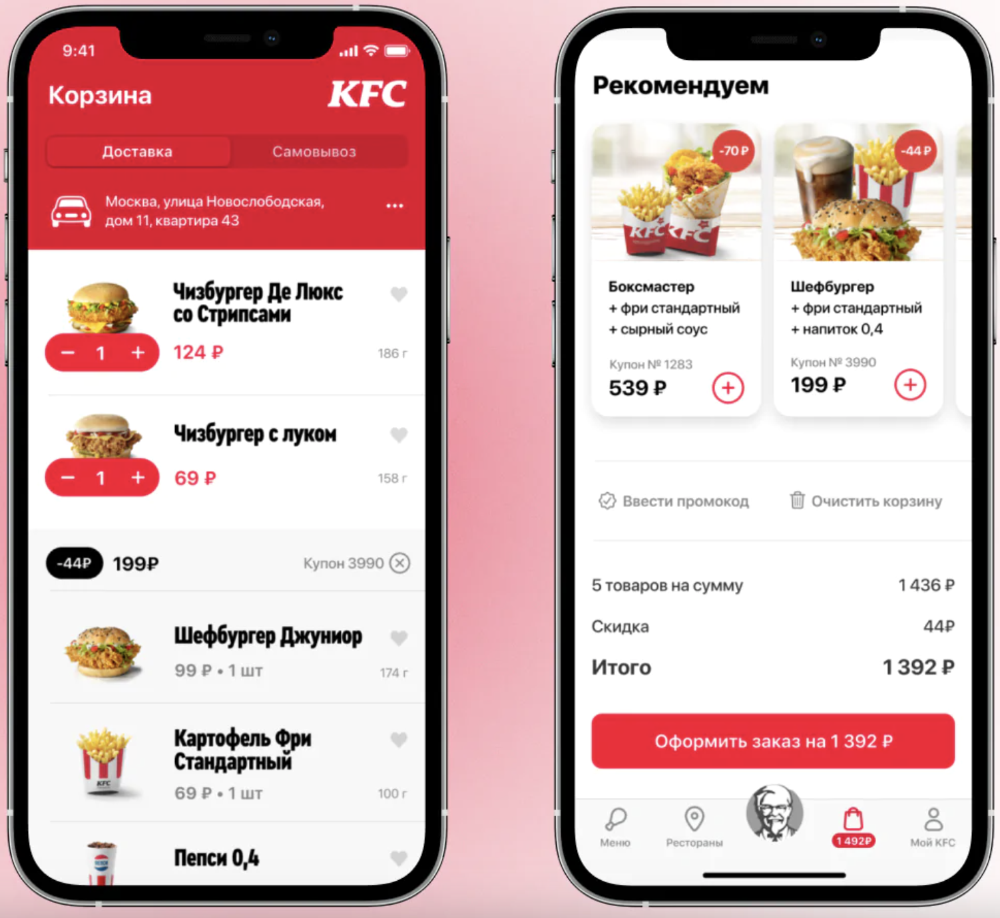 9:41
Корзина
KFC
Доставка
Самовывоз
Москва, улица Новослободская,
дом 11, квартира 43
Чизбургер Де Люкс
со Стрипсами
1
124 ₽
186 г
Чизбургер с луком
1
69 ₽
158 г
-44₽
199₽
Купон 3990
Шефбургер Джуниор
99 ₽ • 1 шт
174 г
KFC
Картофель Фри
Стандартный
69 ₽ • 1 шт
100 г
Пепси 0,4
Рекомендуем
-70 ₽
KFC
KFC
Боксмастер
+ фри стандартный
+ сырный соус
Купон № 1283
539 ₽
-44 ₽
Шефбургер
+ фри стандартный
+ напиток 0,4
Купон № 3990
199 ₽
Ввести промокод
Очистить корзину
5 товаров на сумму
1 436 ₽
Скидка
44₽
Итого
1 392 ₽
Оформить заказ на 1 392 ₽
Меню
Рестораны
1 492₽
Мой KFC